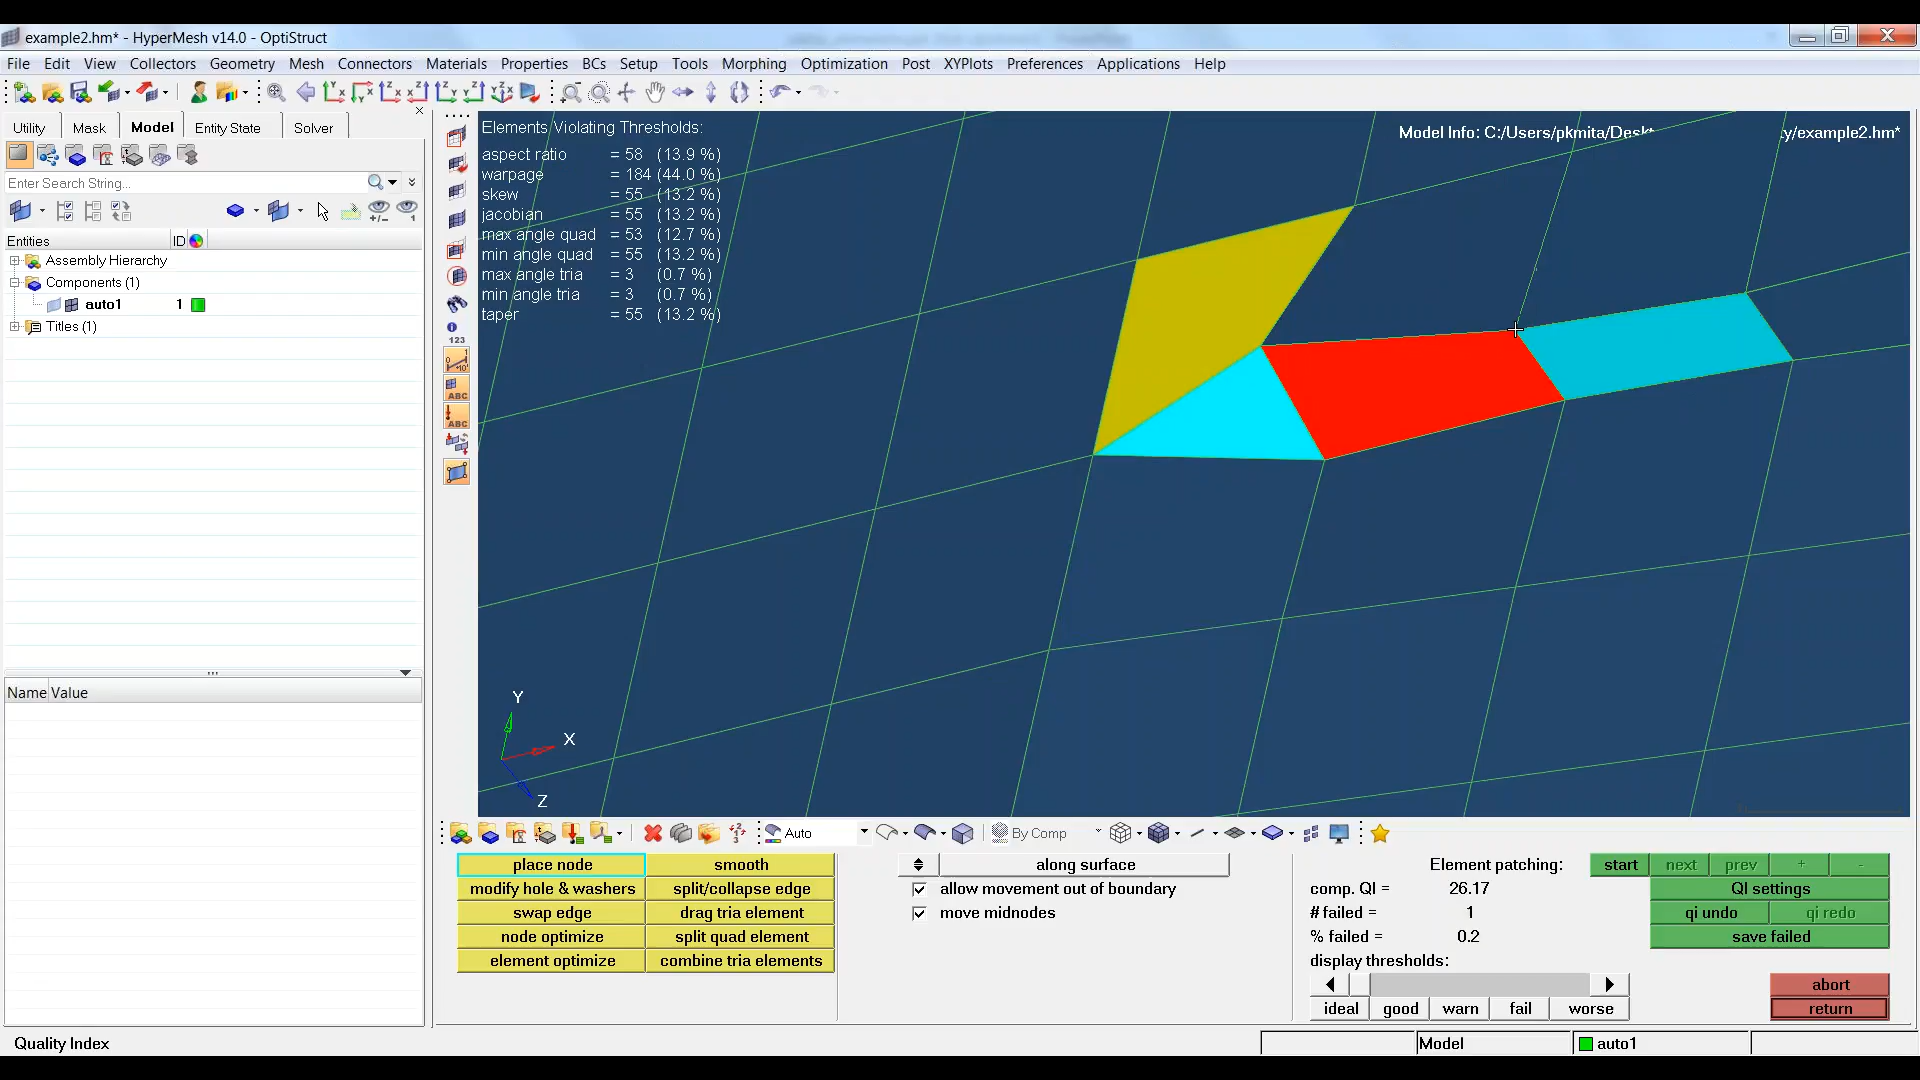 example2.hm* - HyperMesh v14.0 - OptiStruct
File Edit View Collectors Geometry Mesh Connectors Materials Properties BCs Setup Tools Morphing Optimization Post XYPlots Preferences Applications Help
Utility Mask Model Entity State Solver
Enter Search String...
Entities ID
Assembly Hierarchy
Components (1)
auto1 1
Titles (1)
Name Value
123
ABC
ABC
Elements Violating Thresholds:
aspect ratio = 58 (13.9 %)
warpage = 184 (44.0 %)
skew = 55 (13.2 %)
jacobian = 55 (13.2 %)
max angle quad = 53 (12.7 %)
min angle quad = 55 (13.2 %)
max angle tria = 3 (0.7 %)
min angle tria = 3 (0.7 %)
taper = 55 (13.2 %)
Model Info: C:/Users/pkmita/Deskt y/example2.hm*
Y
X
Z
Auto By Comp
place node smooth along surface Element patching: start next prev + -
modify hole & washers split/collapse edge allow movement out of boundary comp. QI = 26.17 QI settings
swap edge drag tria element move midnodes # failed = 1 qi undo qi redo
node optimize split quad element % failed = 0.2 save failed
element optimize combine tria elements display thresholds:
abort
ideal good warn fail worse return
Quality Index Model auto1